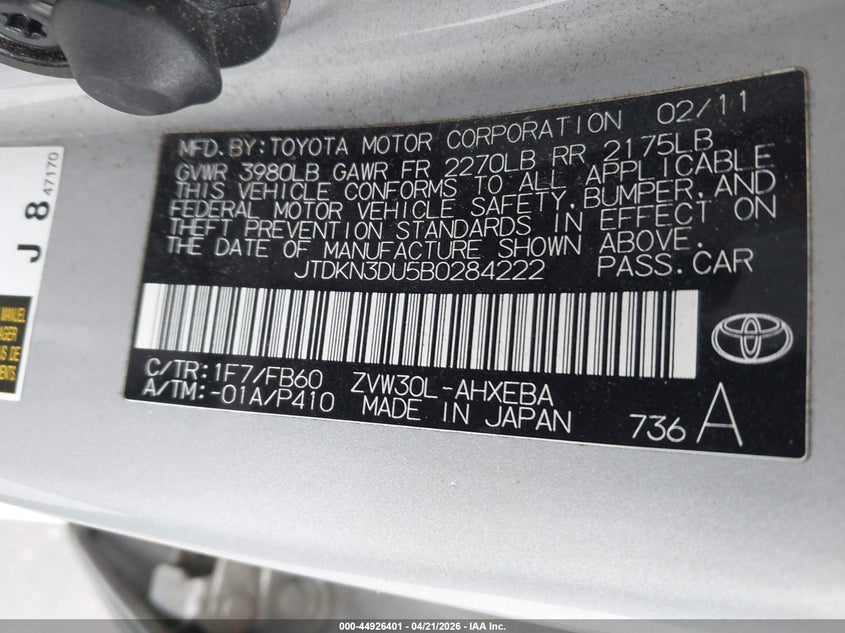 MFD. BY: TOYOTA MOTOR CORPORATION 02/11
GVWR 3980LB GAWR FR 2270LB RR 2175LB
THIS VEHICLE CONFORMS TO ALL APPLICABLE
FEDERAL MOTOR VEHICLE SAFETY, BUMPER, AND
THEFT PREVENTION STANDARDS IN EFFECT ON
THE DATE OF MANUFACTURE SHOWN ABOVE.
JTDKN3DU5B0284222 PASS. CAR
C/TR: 1F7/FB60 ZVW30L-AHXEBA
A/TM: -01A/P410 MADE IN JAPAN
736 A
J 8 47170
MANUEL
000-44926401 - 04/21/2026 - IAA Inc.